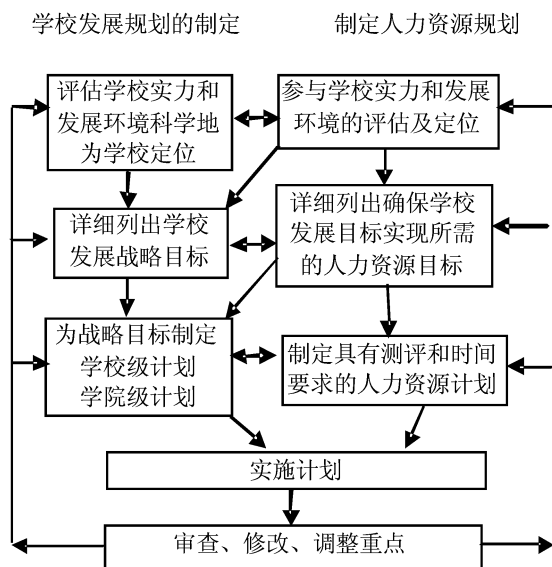 学校发展规划的制定
制定人力资源规划
评估学校实力和
发展环境科学地
为学校定位
参与学校实力和发展
环境的评估及定位
详细列出学校
发展战略目标
详细列出确保学校
发展目标实现所需
的人力资源目标
为战略目标制定
学校级计划
学院级计划
制定具有测评和时间
要求的人力资源计划
实施计划
审查、修改、调整重点